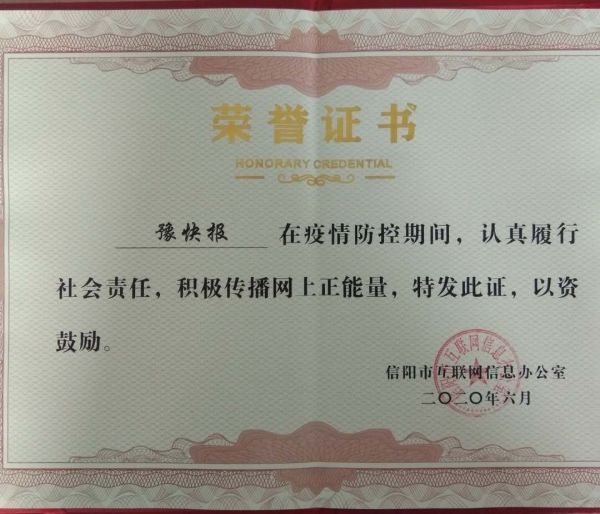 荣誉证书
HONORARY CREDENTIAL
豫快报 在疫情防控期间，认真履行
社会责任，积极传播网上正能量，特发此证，以资
鼓励。
信阳市互联网信息办公室
二〇二〇年六月